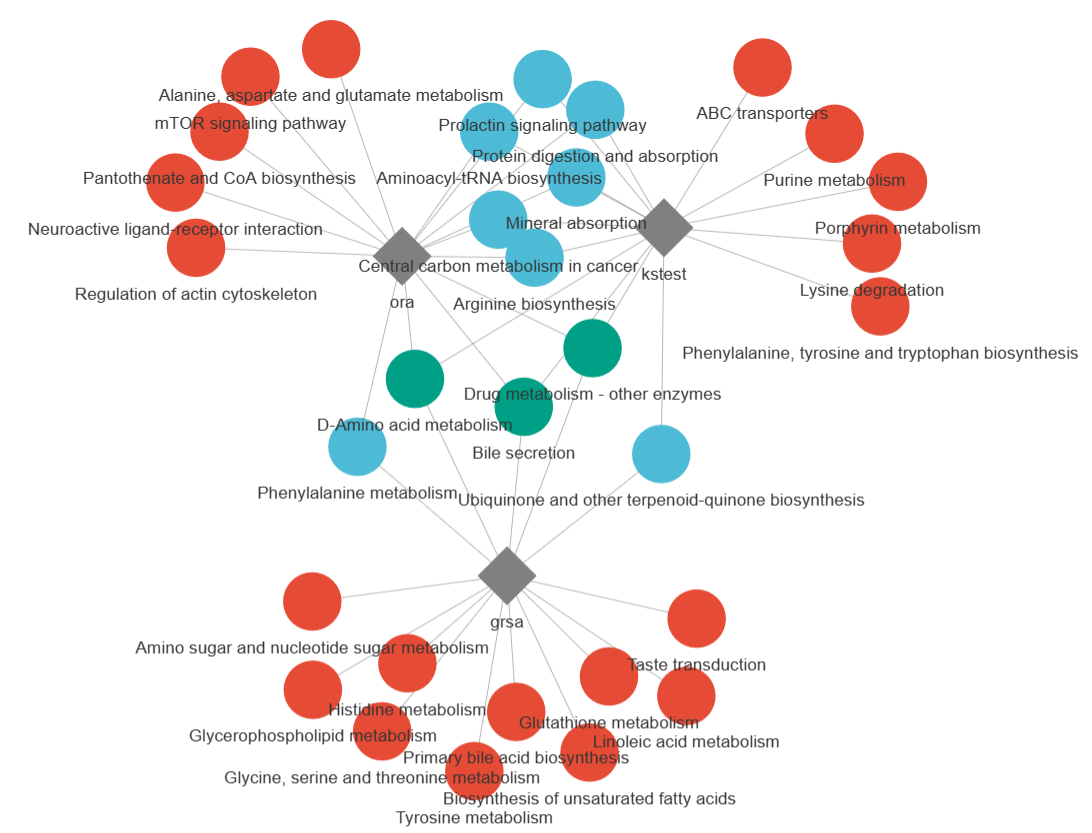 Alanine, aspartate and glutamate metabolism
ABC transporters
mTOR signaling pathway
Prolactin signaling pathway
Protein digestion and absorption
Pantothenate and CoA biosynthesis
Aminoacyl-tRNA biosynthesis
Purine metabolism
Neuroactive ligand-receptor interaction
Mineral absorption
Porphyrin metabolism
Central carbon metabolism in cancer
kstest
Regulation of actin cytoskeleton
ora
Arginine biosynthesis
Lysine degradation
Phenylalanine, tyrosine and tryptophan biosynthesis
Drug metabolism - other enzymes
D-Amino acid metabolism
Bile secretion
Phenylalanine metabolism
Ubiquinone and other terpenoid-quinone biosynthesis
grsa
Amino sugar and nucleotide sugar metabolism
Taste transduction
Histidine metabolism
Glutathione metabolism
Glycerophospholipid metabolism
Linoleic acid metabolism
Primary bile acid biosynthesis
Glycine, serine and threonine metabolism
Biosynthesis of unsaturated fatty acids
Tyrosine metabolism